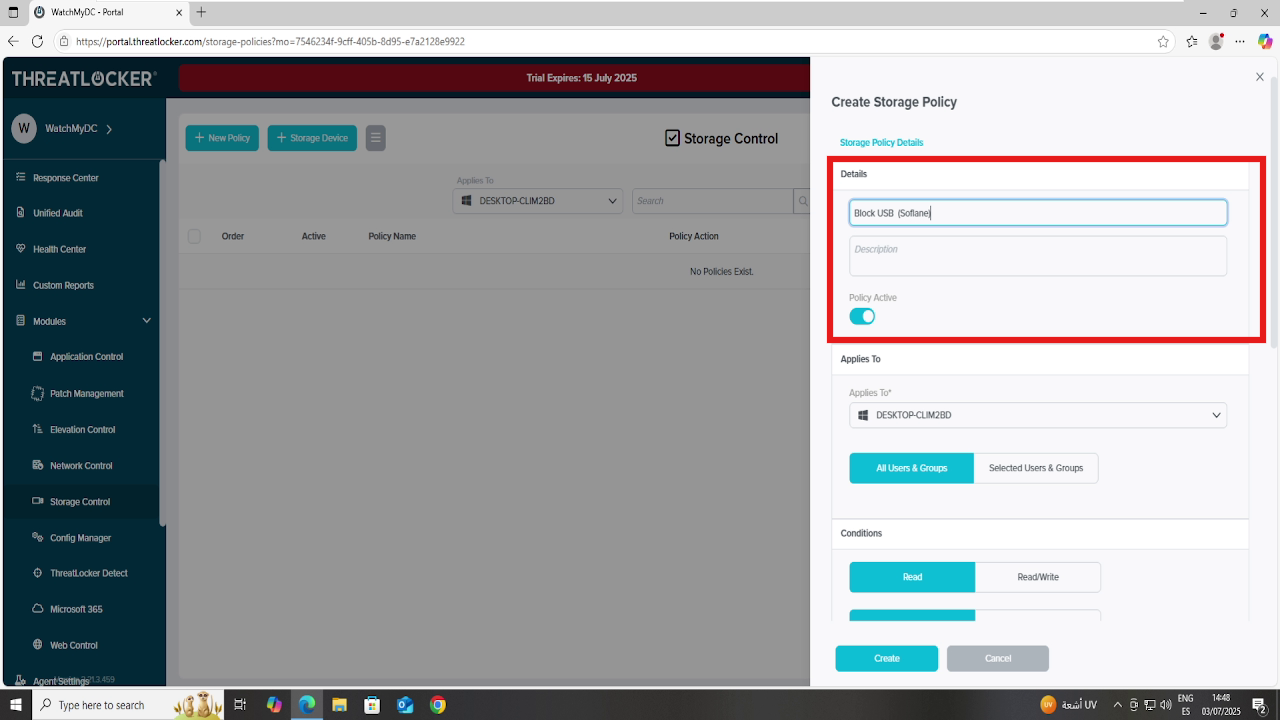 https://portal.threatlocker.com/storage-policies?mo=7546234f-9cff-405b-8d95-e7a2128e9922
THREATLOCKER
Trial Expires: 15 July 2025
W
WatchMyDC
New Policy
Storage Device
Storage Control
Applies To
DESKTOP-CLIM2BD
Search
Order
Active
Policy Name
Policy Action
No Policies Exist.
Response Center
Unified Audit
Health Center
Custom Reports
Modules
Application Control
Patch Management
Elevation Control
Network Control
Storage Control
Config Manager
ThreatLocker Detect
Microsoft 365
Web Control
Agent Settings
Create Storage Policy
Storage Policy Details
Details
Block USB (Soflane)
Description
Policy Active
Applies To
Applies To*
DESKTOP-CLIM2BD
All Users & Groups
Selected Users & Groups
Conditions
Read
Read/Write
Create
Cancel
Type here to search
ENG
14:48
03/07/2025